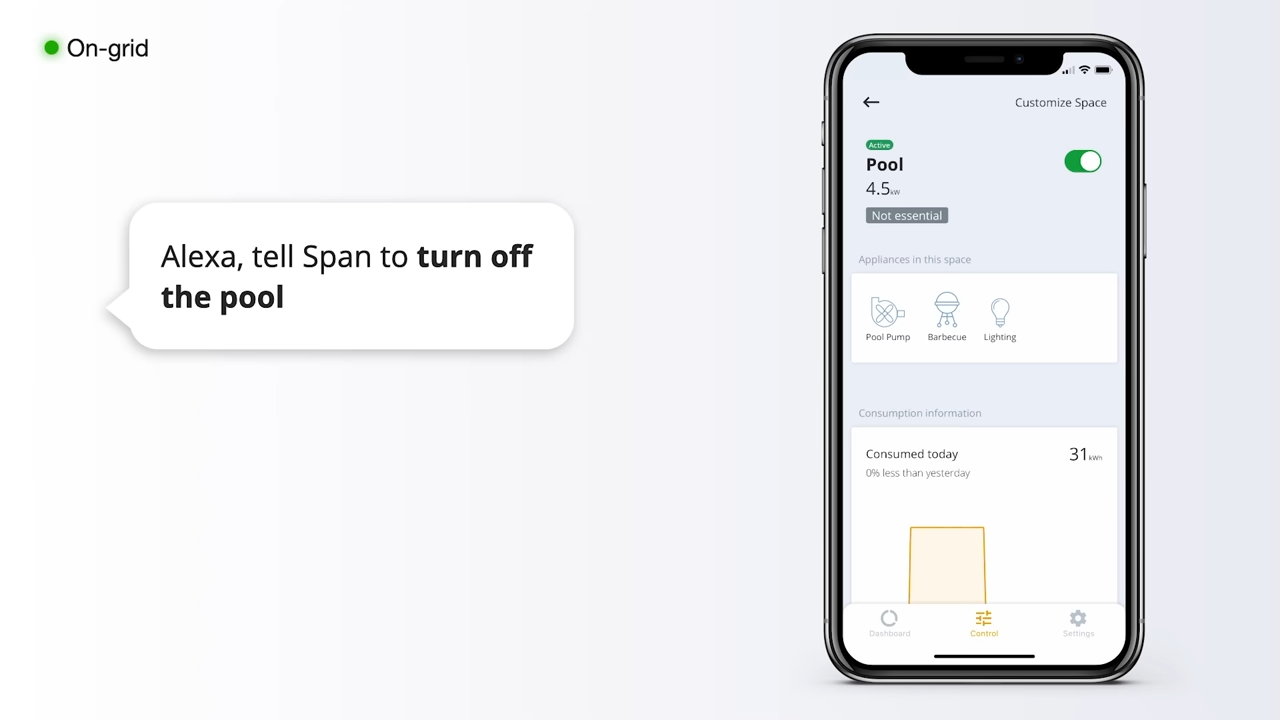 On-grid
Alexa, tell Span to turn off
the pool
Customize Space
Active
Pool
4.5kW
Not essential
Appliances in this space
Pool Pump
Barbecue
Lighting
Consumption information
Consumed today
31kWh
0% less than yesterday
Dashboard
Control
Settings